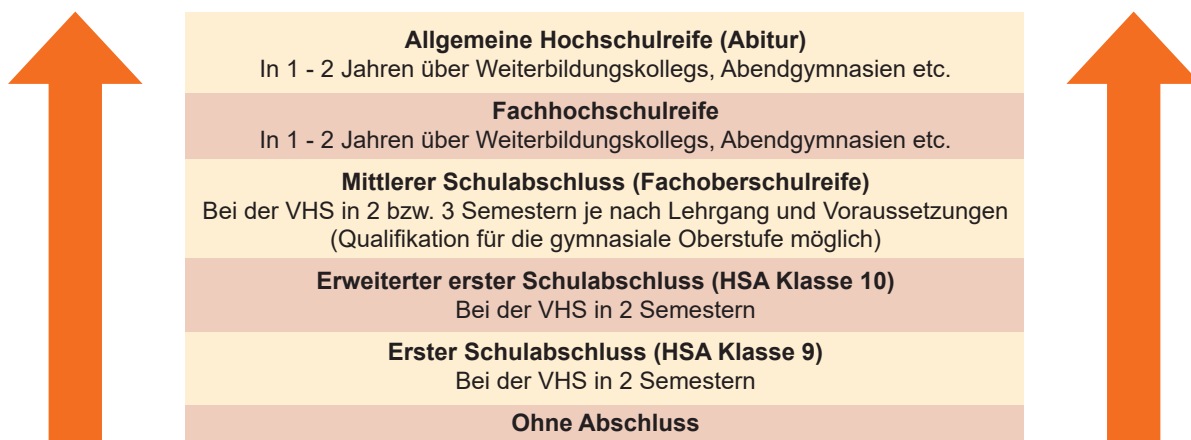 Allgemeine Hochschulreife (Abitur)
In 1 - 2 Jahren über Weiterbildungskollegs, Abendgymnasien etc.
Fachhochschulreife
In 1 - 2 Jahren über Weiterbildungskollegs, Abendgymnasien etc.
Mittlerer Schulabschluss (Fachoberschulreife)
Bei der VHS in 2 bzw. 3 Semestern je nach Lehrgang und Voraussetzungen
(Qualifikation für die gymnasiale Oberstufe möglich)
Erweiterter erster Schulabschluss (HSA Klasse 10)
Bei der VHS in 2 Semestern
Erster Schulabschluss (HSA Klasse 9)
Bei der VHS in 2 Semestern
Ohne Abschluss